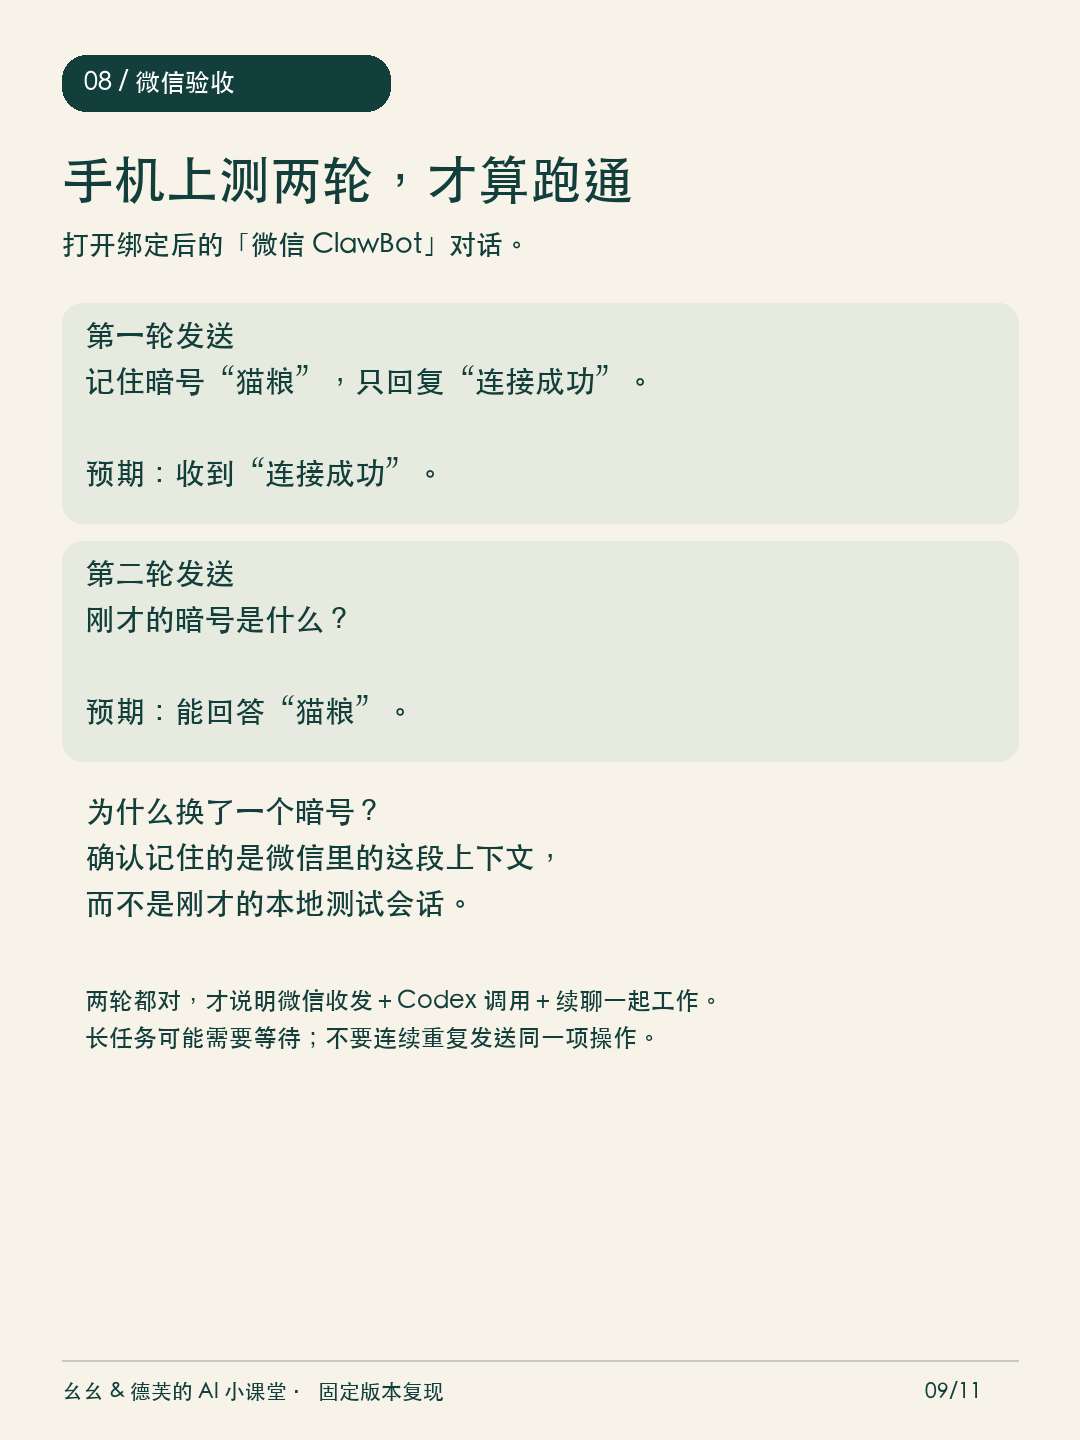 08 / 微信验收
手机上测两轮，才算跑通
打开绑定后的「微信 ClawBot」对话。
第一轮发送
记住暗号“猫粮”，只回复“连接成功”。
预期：收到“连接成功”。
第二轮发送
刚才的暗号是什么？
预期：能回答“猫粮”。
为什么换了一个暗号？
确认记住的是微信里的这段上下文，
而不是刚才的本地测试会话。
两轮都对，才说明微信收发+Codex 调用+续聊一起工作。
长任务可能需要等待；不要连续重复发送同一项操作。
幺幺 & 德芙的 AI 小课堂· 固定版本复现
09/11